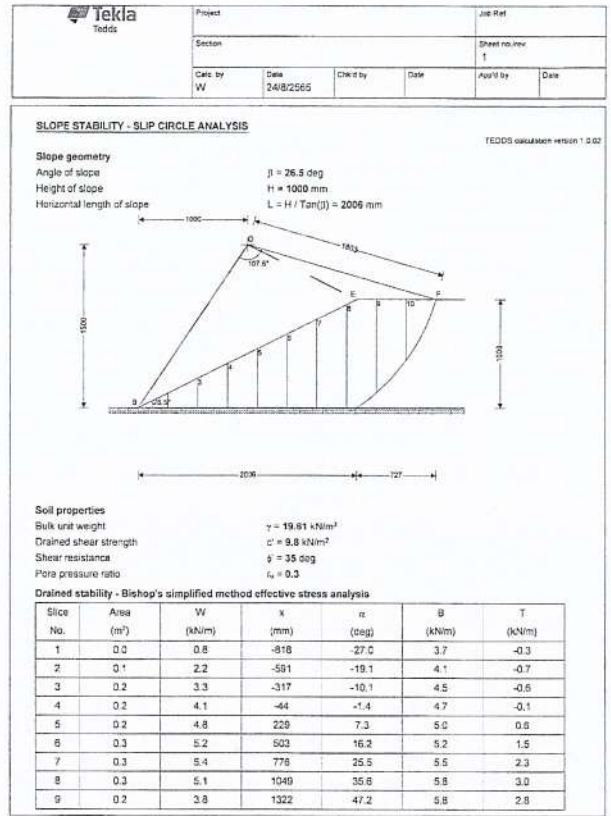 Tekla
Tedds
Project
Job Ref
Section
Sheet no./rev.
1
Calc. by
W
Date
24/8/2565
Chk'd by
Date
App'd by
Date
SLOPE STABILITY - SLIP CIRCLE ANALYSIS
TEDDS calculation version 1.0.02
Slope geometry
Angle of slope β = 26.5 deg
Height of slope H = 1000 mm
Horizontal length of slope L = H / Tan(β) = 2006 mm
1000
1803
O
107.6°
E
F
1500
1000
3
4
5
6
7
8
9
10
B
26.5°
2006
727
Soil properties
Bulk unit weight γ = 19.61 kN/m³
Drained shear strength c' = 9.8 kN/m²
Shear resistance ϕ' = 35 deg
Pore pressure ratio rᵤ = 0.3
Drained stability - Bishop's simplified method effective stress analysis
Slice No. Area (m²) W (kN/m) x (mm) α (deg) B (kN/m) T (kN/m)
1 0.0 0.8 -818 -27.0 3.7 -0.3
2 0.1 2.2 -591 -19.1 4.1 -0.7
3 0.2 3.3 -317 -10.1 4.5 -0.6
4 0.2 4.1 -44 -1.4 4.7 -0.1
5 0.2 4.8 229 7.3 5.0 0.6
6 0.3 5.2 503 16.2 5.2 1.5
7 0.3 5.4 776 25.5 5.5 2.3
8 0.3 5.1 1049 35.6 5.8 3.0
9 0.2 3.8 1322 47.2 5.8 2.8